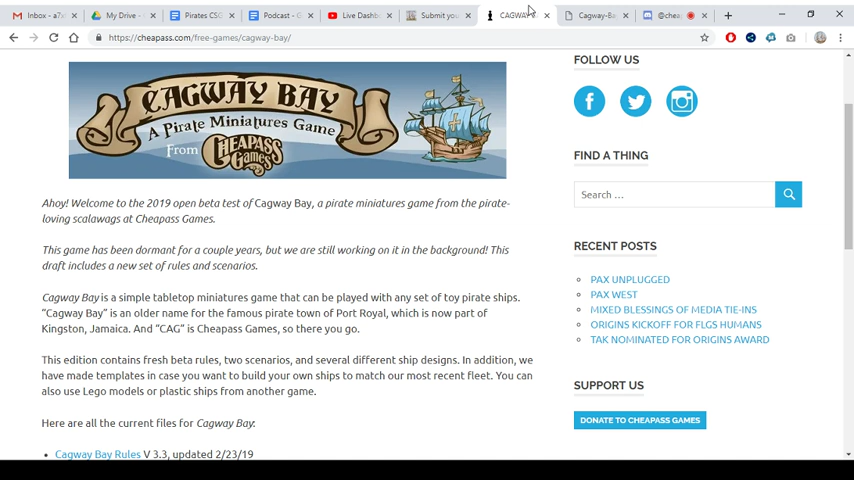 Inbox - a7x
My Drive -
Pirates CSG
Podcast - G
Live Dashb
Submit you
CAGWAY
Cagway-Ba
@chea
https://cheapass.com/free-games/cagway-bay/
CAGWAY BAY
A Pirate Miniatures Game
From CHEAPASS Games
Ahoy! Welcome to the 2019 open beta test of Cagway Bay, a pirate miniatures game from the pirate-
loving scalawags at Cheapass Games.
This game has been dormant for a couple years, but we are still working on it in the background! This
draft includes a new set of rules and scenarios.
Cagway Bay is a simple tabletop miniatures game that can be played with any set of toy pirate ships.
“Cagway Bay” is an older name for the famous pirate town of Port Royal, which is now part of
Kingston, Jamaica. And “CAG” is Cheapass Games, so there you go.
This edition contains fresh beta rules, two scenarios, and several different ship designs. In addition, we
have made templates in case you want to build your own ships to match our most recent fleet. You can
also use Lego models or plastic ships from another game.
Here are all the current files for Cagway Bay:
Cagway Bay Rules V 3.3, updated 2/23/19
FOLLOW US
FIND A THING
Search …
RECENT POSTS
PAX UNPLUGGED
PAX WEST
MIXED BLESSINGS OF MEDIA TIE-INS
ORIGINS KICKOFF FOR FLGS HUMANS
TAK NOMINATED FOR ORIGINS AWARD
SUPPORT US
DONATE TO CHEAPASS GAMES